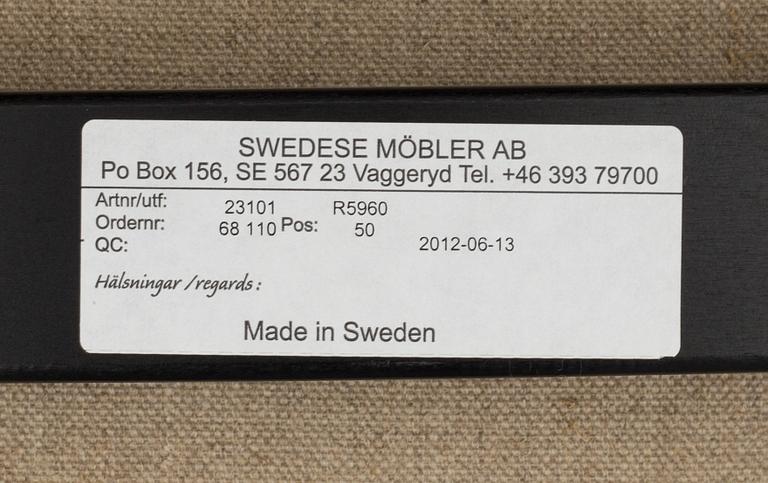 SWEDESE MÖBLER AB
Po Box 156, SE 567 23 Vaggeryd Tel. +46 393 79700
Artnr/utf: 23101 R5960
Ordernr: 68 110 Pos: 50
QC: 2012-06-13
Hälsningar /regards :
Made in Sweden